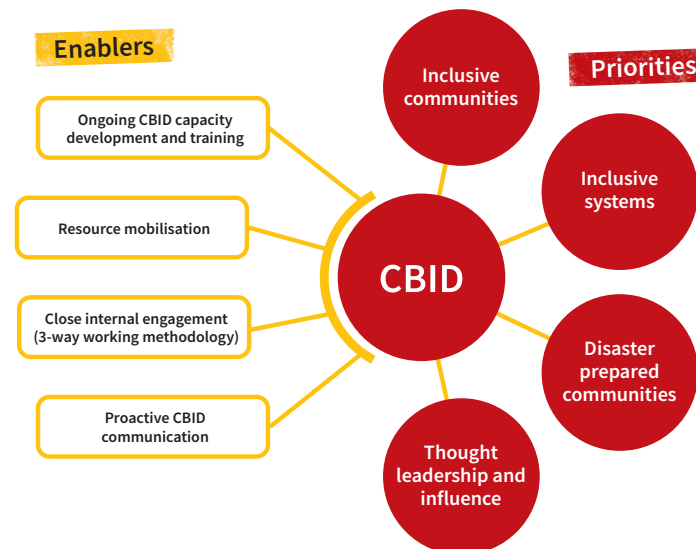 Enablers
Ongoing CBID capacity
development and training
Resource mobilisation
Close internal engagement
(3-way working methodology)
Proactive CBID
communication
CBID
Priorities
Inclusive
communities
Inclusive
systems
Disaster
prepared
communities
Thought
leadership and
influence